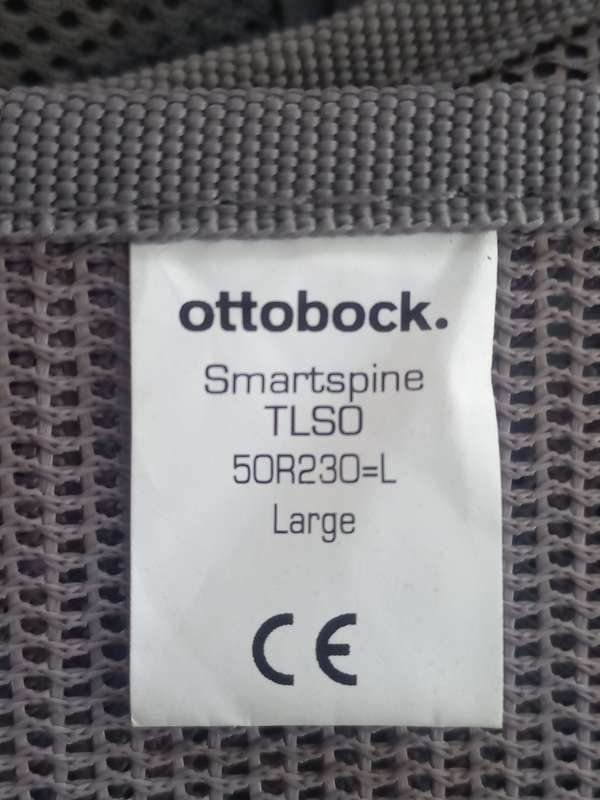 ottobock.
Smartspine
TLSO
50R230=L
Large
CE